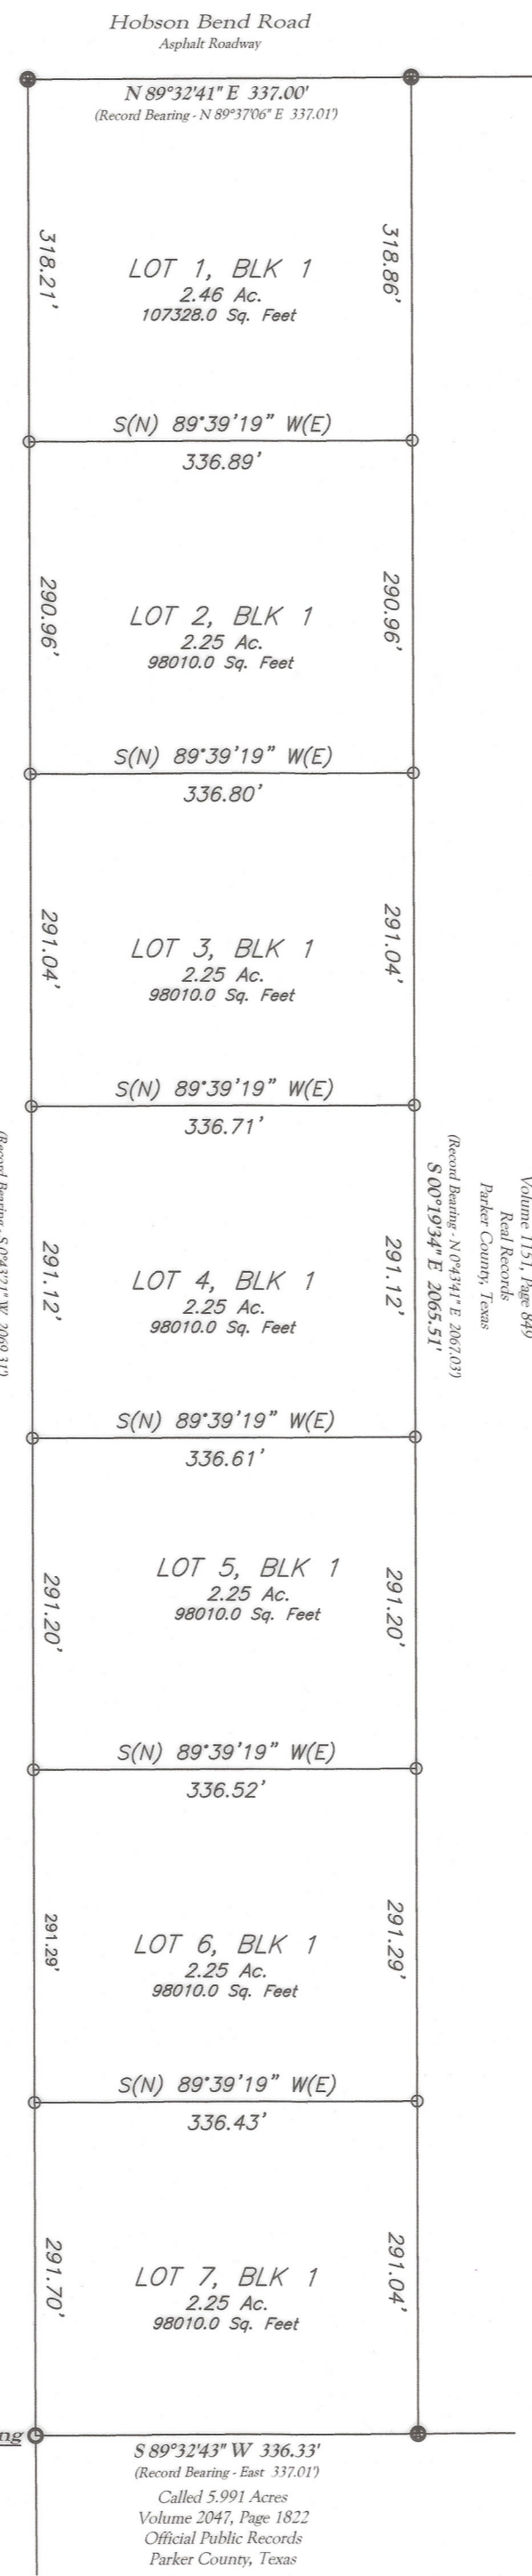 Hobson Bend Road
Asphalt Roadway
N 89°32'41" E 337.00'
(Record Bearing - N 89°37'06" E 337.01')
318.21'
318.86'
LOT 1, BLK 1
2.46 Ac.
107328.0 Sq. Feet
S(N) 89°39'19" W(E)
336.89'
290.96'
290.96'
LOT 2, BLK 1
2.25 Ac.
98010.0 Sq. Feet
S(N) 89°39'19" W(E)
336.80'
291.04'
291.04'
LOT 3, BLK 1
2.25 Ac.
98010.0 Sq. Feet
S(N) 89°39'19" W(E)
336.71'
(Record Bearing - S 0°43'21" W 2069.31')
291.12'
291.12'
LOT 4, BLK 1
2.25 Ac.
98010.0 Sq. Feet
(Record Bearing - N 0°43'41" E 2067.03')
S 00°19'34" E 2065.51'
Volume 1151, Page 849
Real Records
Parker County, Texas
S(N) 89°39'19" W(E)
336.61'
291.20'
291.20'
LOT 5, BLK 1
2.25 Ac.
98010.0 Sq. Feet
S(N) 89°39'19" W(E)
336.52'
291.29'
291.29'
LOT 6, BLK 1
2.25 Ac.
98010.0 Sq. Feet
S(N) 89°39'19" W(E)
336.43'
291.70'
291.04'
LOT 7, BLK 1
2.25 Ac.
98010.0 Sq. Feet
ng
S 89°32'43" W 336.33'
(Record Bearing - East 337.01')
Called 5.991 Acres
Volume 2047, Page 1822
Official Public Records
Parker County, Texas